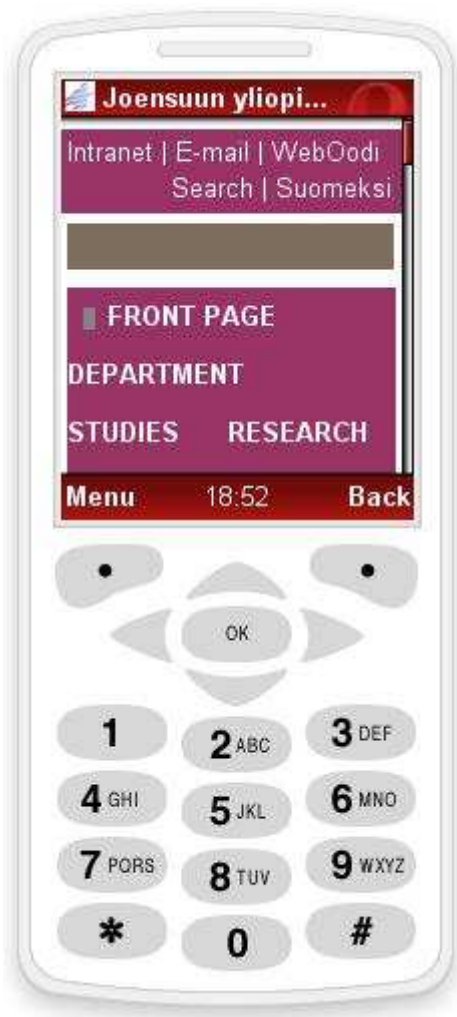 Joensuun yliopi...
Intranet | E-mail | WebOodi
Search | Suomeksi
FRONT PAGE
DEPARTMENT
STUDIES RESEARCH
Menu 18:52 Back
OK
1 2 ABC 3 DEF
4 GHI 5 JKL 6 MNO
7 PQRS 8 TUV 9 WXYZ
* 0 #